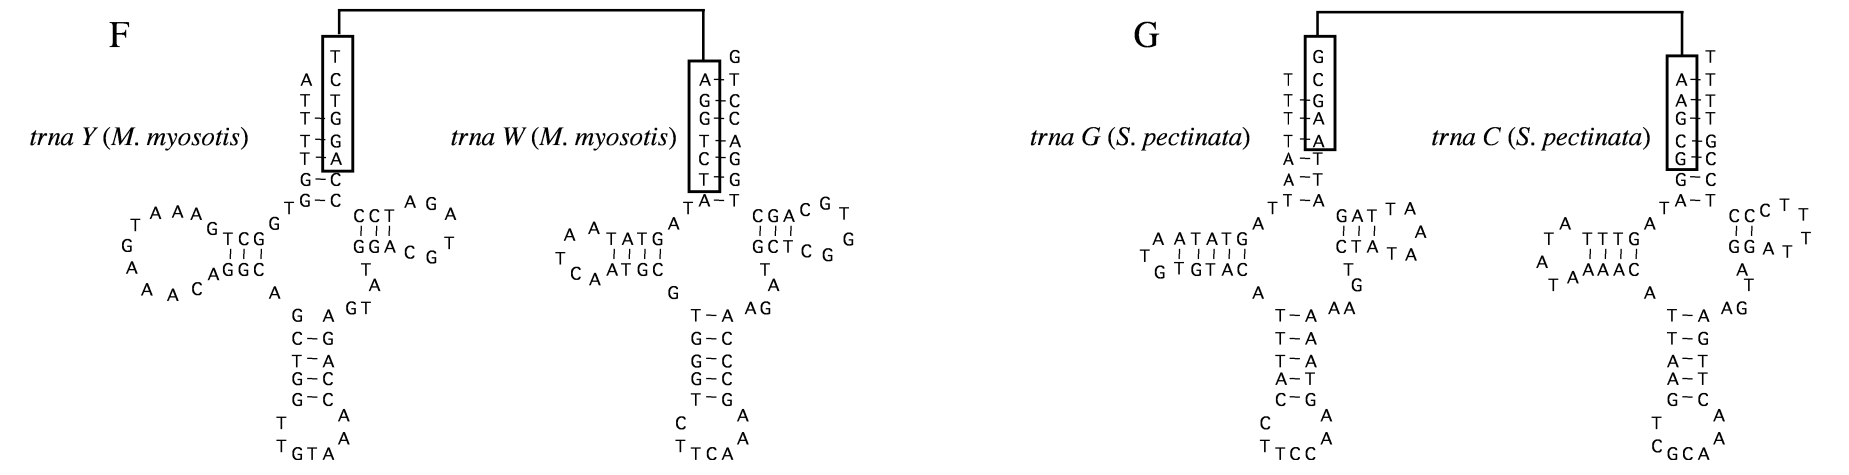 F
T
A C
T T
T G
T G
T A
G C
T G C
T A A A G T C G G G
C C T A G A
G G A C G T
G A A A C A G G C A
T
A
G T
G A
C G
T A
G C
G C
T A
T A
T G T A
trna Y (M. myosotis)
G
A T
G C
G C
T A
C G
T G
T A T
A A T A T G A
C G A C G T
G C T C G G
T C A A T G C G
T
A
A G
T A
G C
G C
G C
T G
C A
T A
T C A
trna W (M. myosotis)
G
G
T C
T G
T A
T A
A T
A T
T T A
T A A T A T G A
G A T T A
C T A T A A
G T G T A C A
T
G
A A
T A
T A
T A
A T
C G
C A
T A
T C C
trna G (S. pectinata)
T
A T
A T
G T
C G
G C
G C
T A T
T A T T T G A
C C C T T
G G A T T
A T A A A A C A
A
T
A G
T A
T G
A T
A T
G C
T A
C A
G C A
trna C (S. pectinata)